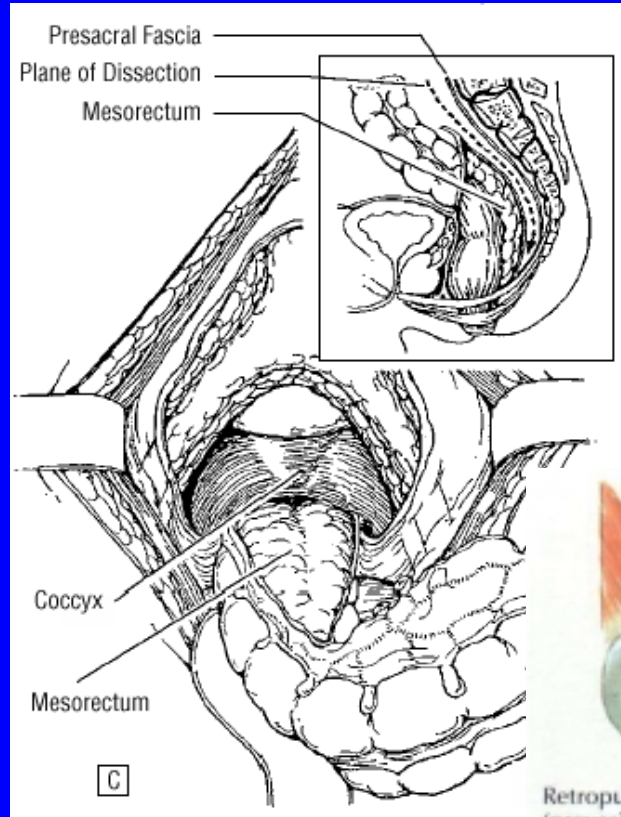 Presacral Fascia
Plane of Dissection
Mesorectum
Coccyx
Mesorectum
C